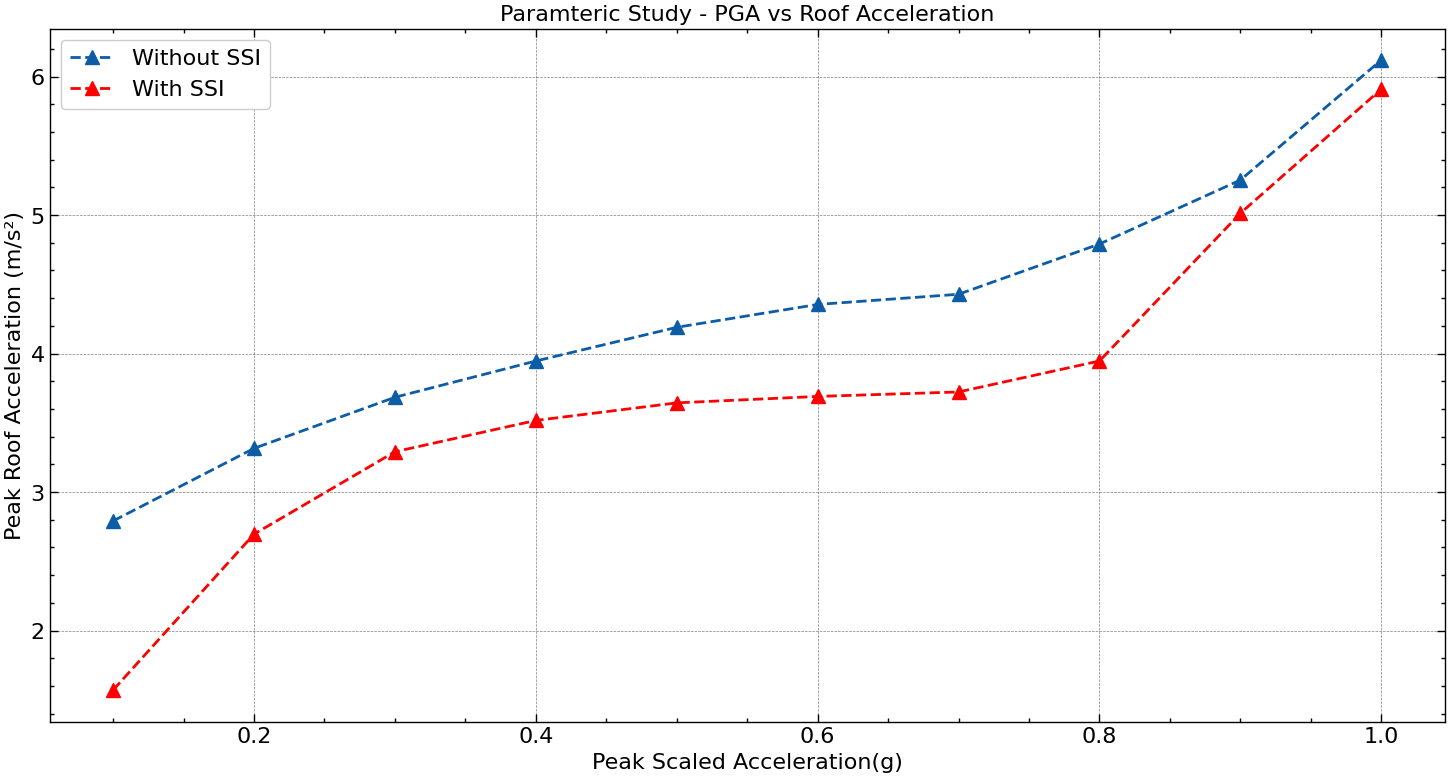 Paramteric Study - PGA vs Roof Acceleration
Without SSI
With SSI
Peak Roof Acceleration (m/s²)
6
5
4
3
2
0.2
0.4
0.6
0.8
1.0
Peak Scaled Acceleration(g)